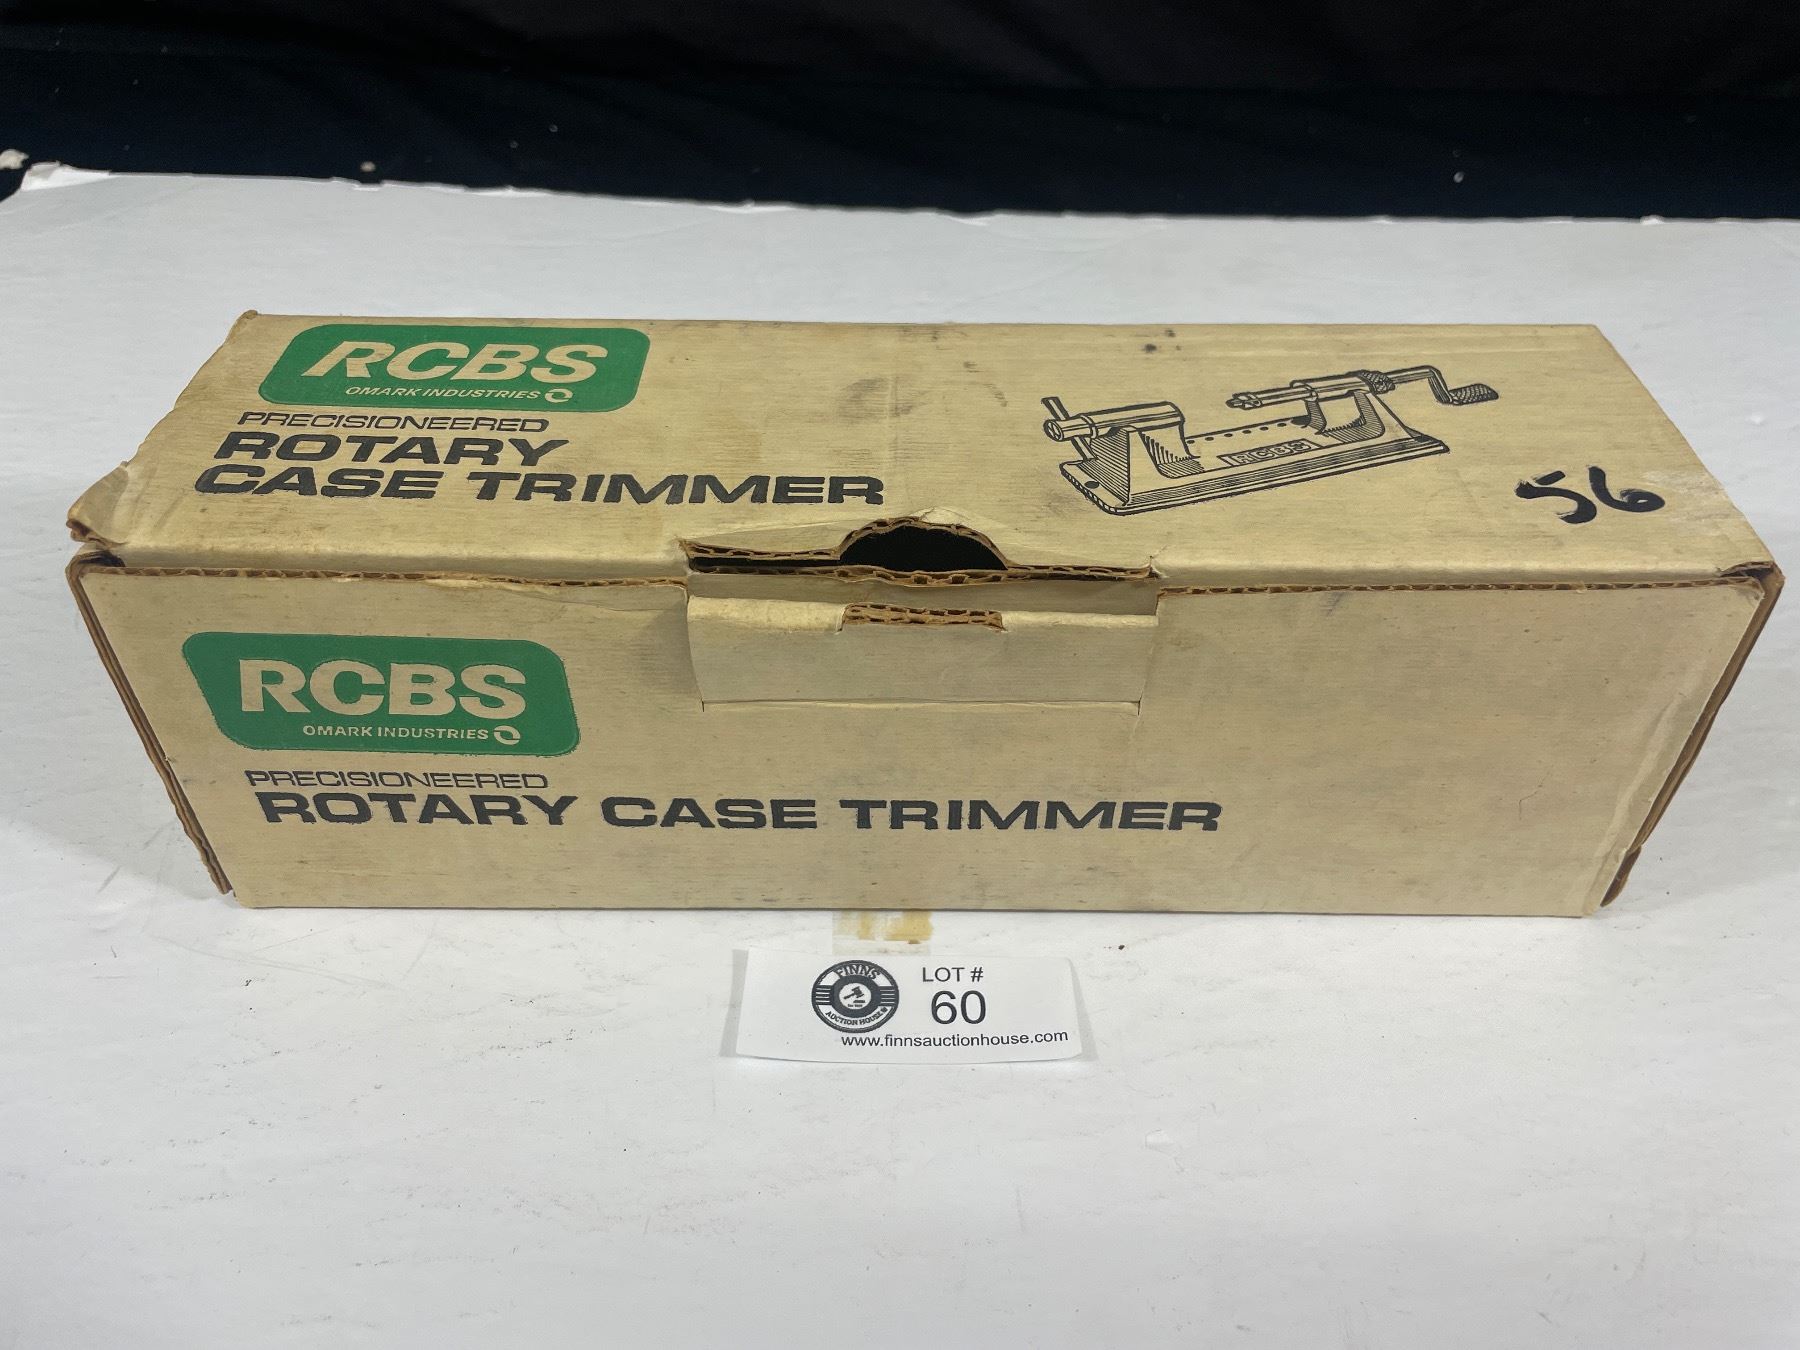 RCBS
OMARK INDUSTRIES
PRECISIONEERED
ROTARY
CASE TRIMMER
RCBS
56
RCBS
OMARK INDUSTRIES
PRECISIONEERED
ROTARY CASE TRIMMER
FINNS
AUCTION HOUSE
LOT #
60
www.finnsauctionhouse.com